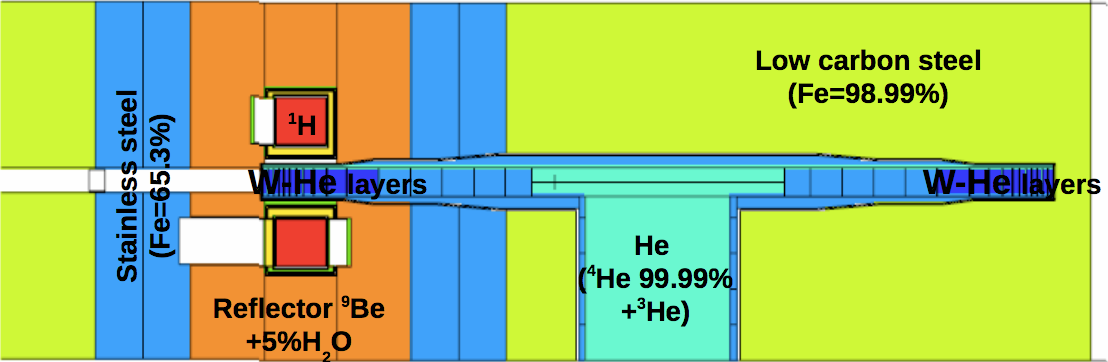 Low carbon steel
(Fe=98.99%)
Stainless steel
(Fe=65.3%)
¹H
W-He layers
W-He layers
He
(⁴He 99.99%
+³He)
Reflector ⁹Be
+5%H₂O